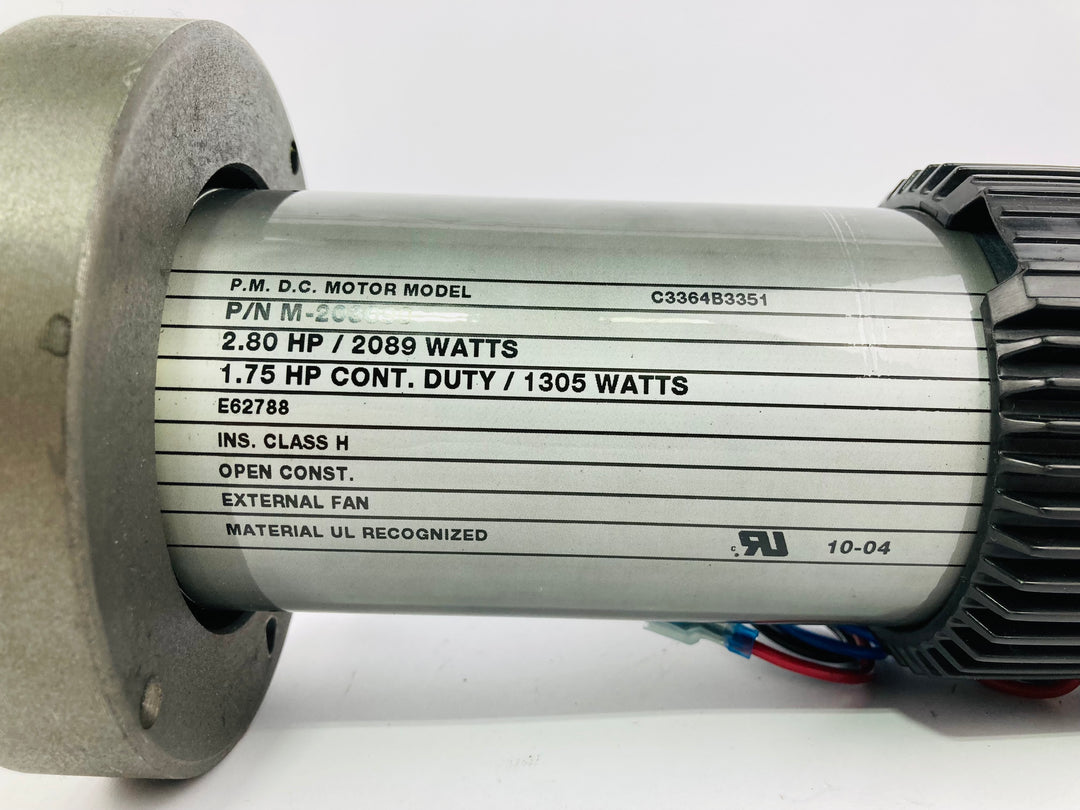 P.M. D.C. MOTOR MODEL C3364B3351
P/N
2.80 HP / 2089 WATTS
1.75 HP CONT. DUTY / 1305 WATTS
E62788
INS. CLASS H
OPEN CONST.
EXTERNAL FAN
MATERIAL UL RECOGNIZED c RU 10-04